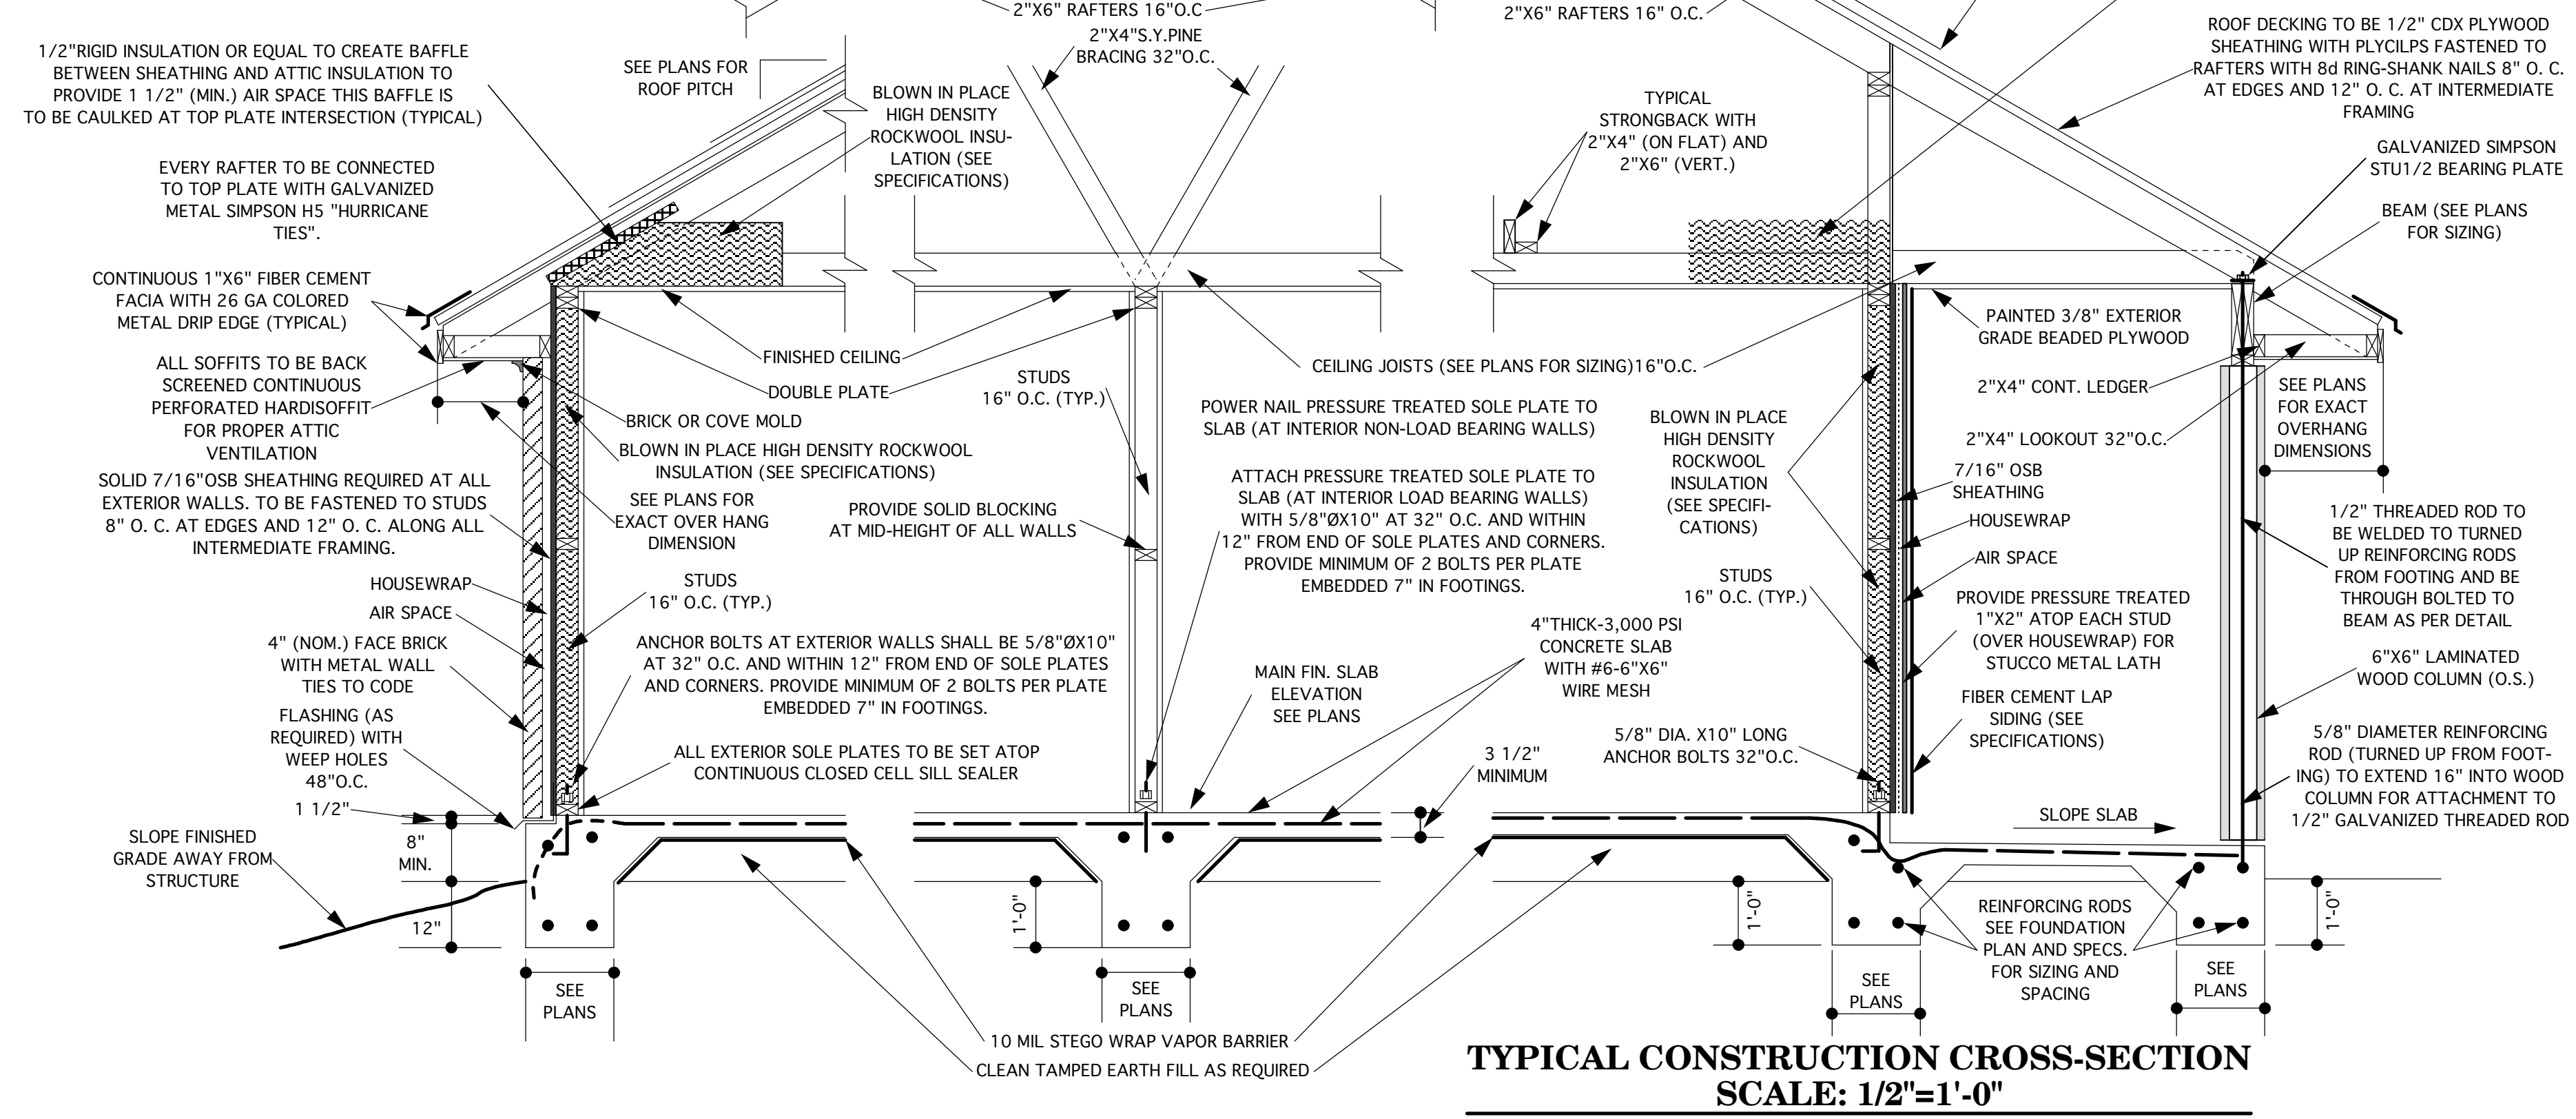 2"X6" RAFTERS 16"O.C
2"X4"S.Y.PINE
BRACING 32"O.C.
2"X6" RAFTERS 16" O.C.
ROOF DECKING TO BE 1/2" CDX PLYWOOD
SHEATHING WITH PLYCILPS FASTENED TO
RAFTERS WITH 8d RING-SHANK NAILS 8" O. C.
AT EDGES AND 12" O. C. AT INTERMEDIATE
FRAMING
1/2"RIGID INSULATION OR EQUAL TO CREATE BAFFLE
BETWEEN SHEATHING AND ATTIC INSULATION TO
PROVIDE 1 1/2" (MIN.) AIR SPACE THIS BAFFLE IS
TO BE CAULKED AT TOP PLATE INTERSECTION (TYPICAL)
SEE PLANS FOR
ROOF PITCH
BLOWN IN PLACE
HIGH DENSITY
ROCKWOOL INSU-
LATION (SEE
SPECIFICATIONS)
TYPICAL
STRONGBACK WITH
2"X4" (ON FLAT) AND
2"X6" (VERT.)
GALVANIZED SIMPSON
STU1/2 BEARING PLATE
BEAM (SEE PLANS
FOR SIZING)
EVERY RAFTER TO BE CONNECTED
TO TOP PLATE WITH GALVANIZED
METAL SIMPSON H5 "HURRICANE
TIES".
CONTINUOUS 1"X6" FIBER CEMENT
FACIA WITH 26 GA COLORED
METAL DRIP EDGE (TYPICAL)
ALL SOFFITS TO BE BACK
SCREENED CONTINUOUS
PERFORATED HARDISOFFIT
FOR PROPER ATTIC
VENTILATION
SOLID 7/16"OSB SHEATHING REQUIRED AT ALL
EXTERIOR WALLS. TO BE FASTENED TO STUDS
8" O. C. AT EDGES AND 12" O. C. ALONG ALL
INTERMEDIATE FRAMING.
HOUSEWRAP
AIR SPACE
4" (NOM.) FACE BRICK
WITH METAL WALL
TIES TO CODE
FLASHING (AS
REQUIRED) WITH
WEEP HOLES
48"O.C.
1 1/2"
SLOPE FINISHED
GRADE AWAY FROM
STRUCTURE
8"
MIN.
12"
FINISHED CEILING
DOUBLE PLATE
BRICK OR COVE MOLD
BLOWN IN PLACE HIGH DENSITY ROCKWOOL
INSULATION (SEE SPECIFICATIONS)
SEE PLANS FOR
EXACT OVER HANG
DIMENSION
PROVIDE SOLID BLOCKING
AT MID-HEIGHT OF ALL WALLS
STUDS
16" O.C. (TYP.)
STUDS
16" O.C. (TYP.)
ANCHOR BOLTS AT EXTERIOR WALLS SHALL BE 5/8"ØX10"
AT 32" O.C. AND WITHIN 12" FROM END OF SOLE PLATES
AND CORNERS. PROVIDE MINIMUM OF 2 BOLTS PER PLATE
EMBEDDED 7" IN FOOTINGS.
ALL EXTERIOR SOLE PLATES TO BE SET ATOP
CONTINUOUS CLOSED CELL SILL SEALER
CEILING JOISTS (SEE PLANS FOR SIZING)16"O.C.
POWER NAIL PRESSURE TREATED SOLE PLATE TO
SLAB (AT INTERIOR NON-LOAD BEARING WALLS)
ATTACH PRESSURE TREATED SOLE PLATE TO
SLAB (AT INTERIOR LOAD BEARING WALLS)
WITH 5/8"ØX10" AT 32" O.C. AND WITHIN
12" FROM END OF SOLE PLATES AND CORNERS.
PROVIDE MINIMUM OF 2 BOLTS PER PLATE
EMBEDDED 7" IN FOOTINGS.
MAIN FIN. SLAB
ELEVATION
SEE PLANS
4"THICK-3,000 PSI
CONCRETE SLAB
WITH #6-6"X6"
WIRE MESH
3 1/2"
MINIMUM
BLOWN IN PLACE
HIGH DENSITY
ROCKWOOL
INSULATION
(SEE SPECIFI-
CATIONS)
STUDS
16" O.C. (TYP.)
5/8" DIA. X10" LONG
ANCHOR BOLTS 32"O.C.
PAINTED 3/8" EXTERIOR
GRADE BEADED PLYWOOD
2"X4" CONT. LEDGER
2"X4" LOOKOUT 32"O.C.
7/16" OSB
SHEATHING
HOUSEWRAP
AIR SPACE
PROVIDE PRESSURE TREATED
1"X2" ATOP EACH STUD
(OVER HOUSEWRAP) FOR
STUCCO METAL LATH
FIBER CEMENT LAP
SIDING (SEE
SPECIFICATIONS)
SEE PLANS
FOR EXACT
OVERHANG
DIMENSIONS
1/2" THREADED ROD TO
BE WELDED TO TURNED
UP REINFORCING RODS
FROM FOOTING AND BE
THROUGH BOLTED TO
BEAM AS PER DETAIL
6"X6" LAMINATED
WOOD COLUMN (O.S.)
5/8" DIAMETER REINFORCING
ROD (TURNED UP FROM FOOT-
ING) TO EXTEND 16" INTO WOOD
COLUMN FOR ATTACHMENT TO
1/2" GALVANIZED THREADED ROD
SLOPE SLAB
1'-0"
1'-0"
1'-0"
REINFORCING RODS
SEE FOUNDATION
PLAN AND SPECS.
FOR SIZING AND
SPACING
SEE
PLANS
SEE
PLANS
SEE
PLANS
SEE
PLANS
10 MIL STEGO WRAP VAPOR BARRIER
CLEAN TAMPED EARTH FILL AS REQUIRED
TYPICAL CONSTRUCTION CROSS-SECTION
SCALE: 1/2"=1'-0"